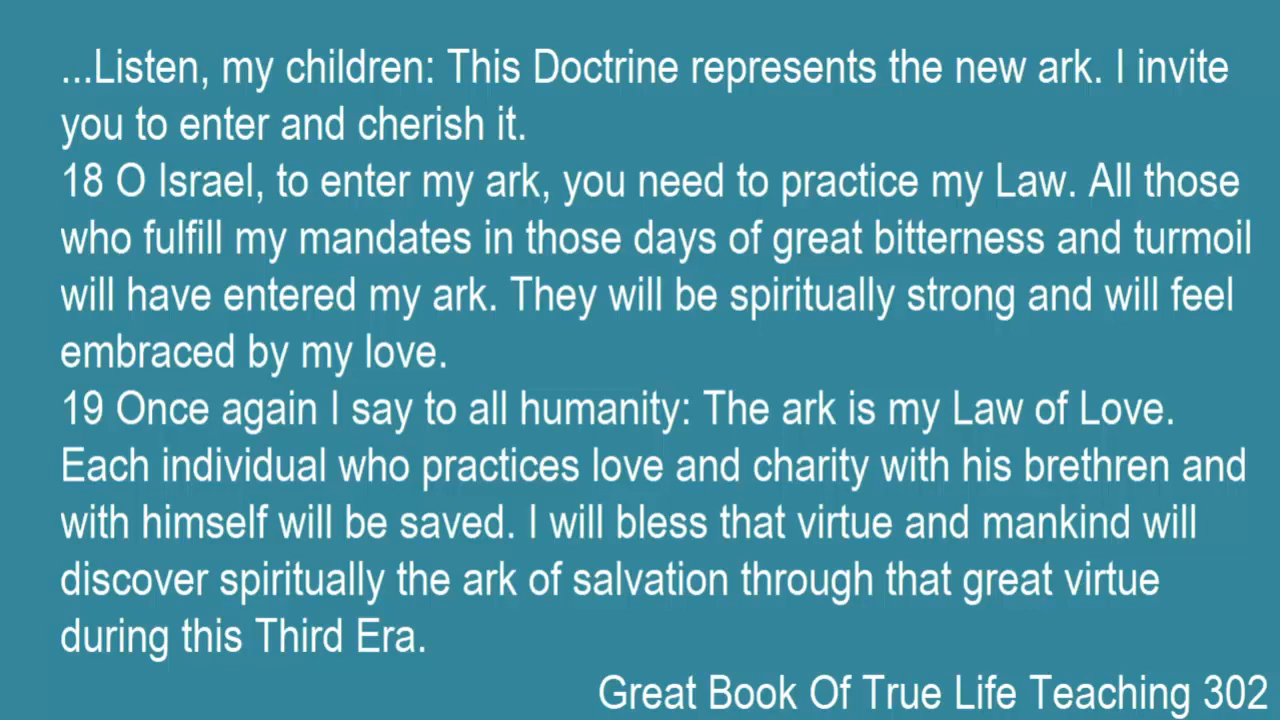 ...Listen, my children: This Doctrine represents the new ark. I invite
you to enter and cherish it.
18 O Israel, to enter my ark, you need to practice my Law. All those
who fulfill my mandates in those days of great bitterness and turmoil
will have entered my ark. They will be spiritually strong and will feel
embraced by my love.
19 Once again I say to all humanity: The ark is my Law of Love.
Each individual who practices love and charity with his brethren and
with himself will be saved. I will bless that virtue and mankind will
discover spiritually the ark of salvation through that great virtue
during this Third Era.
Great Book Of True Life Teaching 302